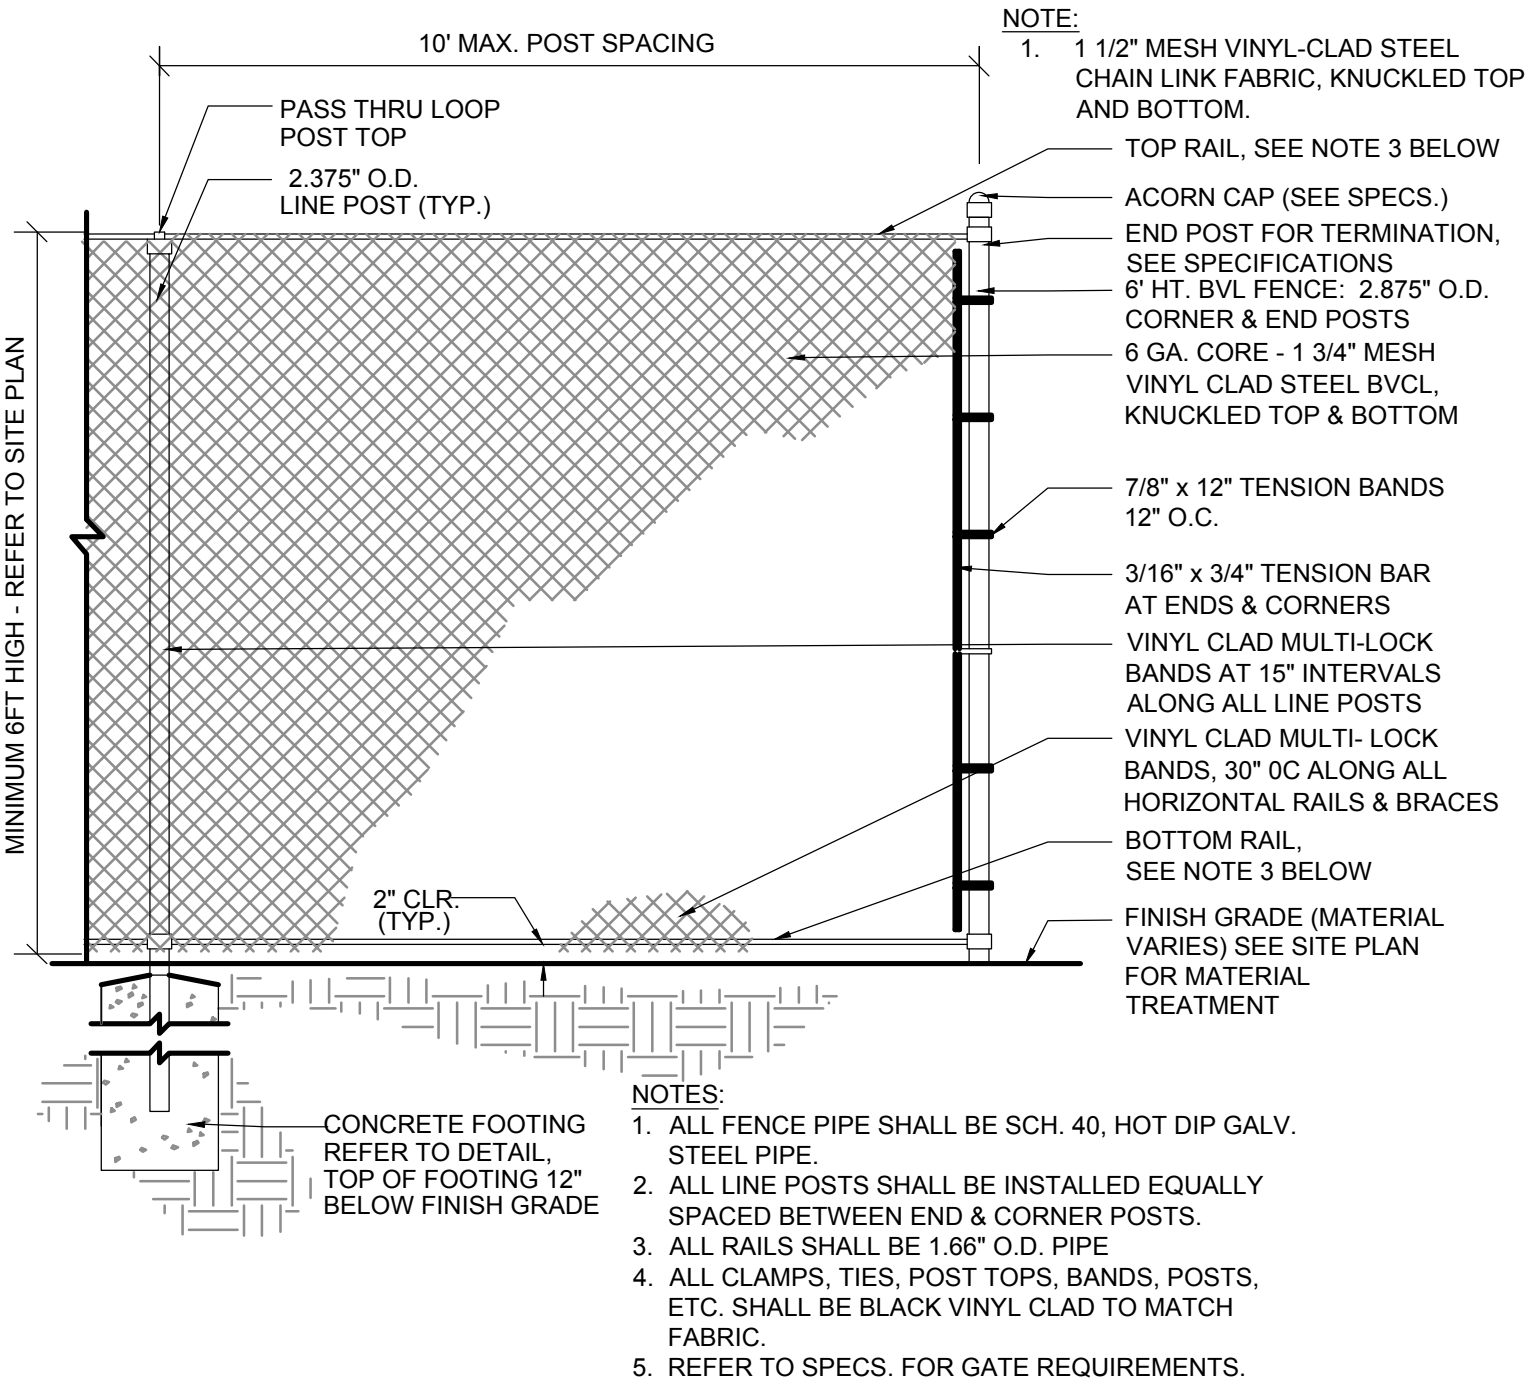 10' MAX. POST SPACING
NOTE:
1. 1 1/2" MESH VINYL-CLAD STEEL
CHAIN LINK FABRIC, KNUCKLED TOP
AND BOTTOM.
PASS THRU LOOP
POST TOP
2.375" O.D.
LINE POST (TYP.)
TOP RAIL, SEE NOTE 3 BELOW
ACORN CAP (SEE SPECS.)
END POST FOR TERMINATION,
SEE SPECIFICATIONS
6' HT. BVL FENCE: 2.875" O.D.
CORNER & END POSTS
6 GA. CORE - 1 3/4" MESH
VINYL CLAD STEEL BVCL,
KNUCKLED TOP & BOTTOM
7/8" x 12" TENSION BANDS
12" O.C.
3/16" x 3/4" TENSION BAR
AT ENDS & CORNERS
VINYL CLAD MULTI-LOCK
BANDS AT 15" INTERVALS
ALONG ALL LINE POSTS
VINYL CLAD MULTI- LOCK
BANDS, 30" 0C ALONG ALL
HORIZONTAL RAILS & BRACES
BOTTOM RAIL,
SEE NOTE 3 BELOW
FINISH GRADE (MATERIAL
VARIES) SEE SITE PLAN
FOR MATERIAL
TREATMENT
MINIMUM 6FT HIGH - REFER TO SITE PLAN
2" CLR.
(TYP.)
CONCRETE FOOTING
REFER TO DETAIL,
TOP OF FOOTING 12"
BELOW FINISH GRADE
NOTES:
1. ALL FENCE PIPE SHALL BE SCH. 40, HOT DIP GALV.
STEEL PIPE.
2. ALL LINE POSTS SHALL BE INSTALLED EQUALLY
SPACED BETWEEN END & CORNER POSTS.
3. ALL RAILS SHALL BE 1.66" O.D. PIPE
4. ALL CLAMPS, TIES, POST TOPS, BANDS, POSTS,
ETC. SHALL BE BLACK VINYL CLAD TO MATCH
FABRIC.
5. REFER TO SPECS. FOR GATE REQUIREMENTS.